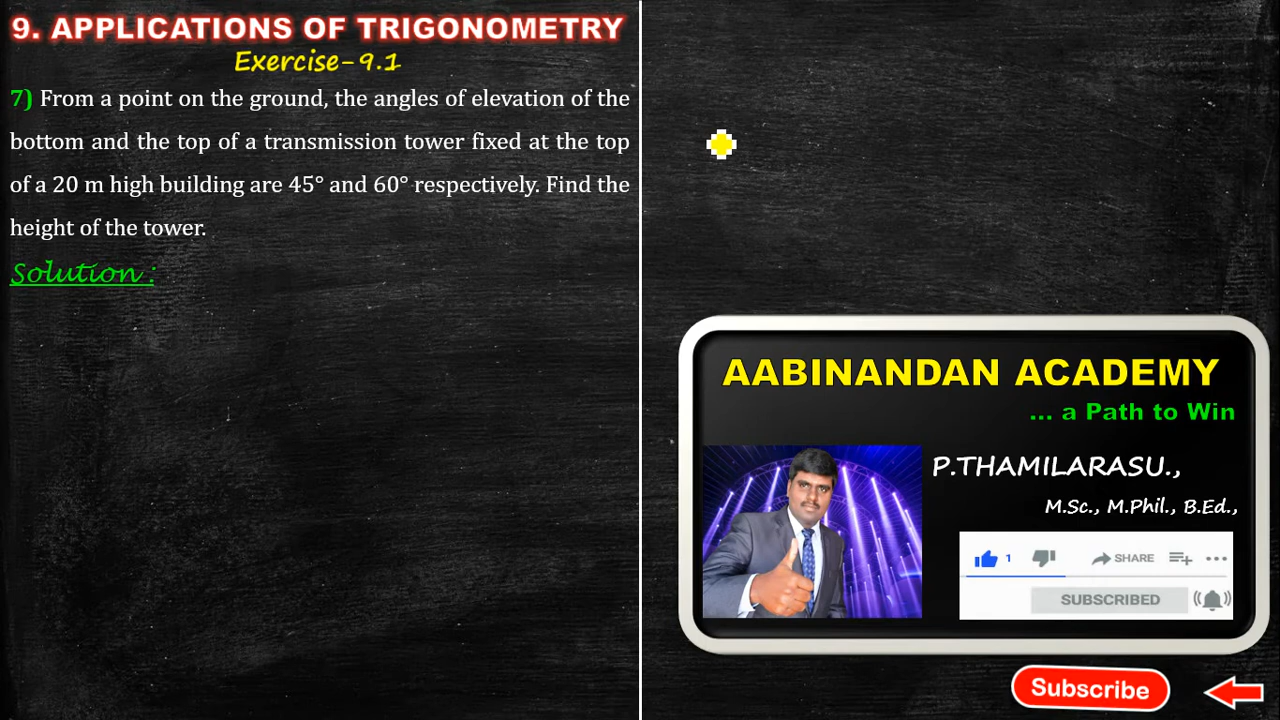 9. APPLICATIONS OF TRIGONOMETRY
Exercise-9.1
7) From a point on the ground, the angles of elevation of the
bottom and the top of a transmission tower fixed at the top
of a 20 m high building are 45° and 60° respectively. Find the
height of the tower.
Solution :
AABINANDAN ACADEMY
... a Path to Win
P.THAMILARASU.,
M.Sc., M.Phil., B.Ed.,
1 SHARE
SUBSCRIBED
Subscribe